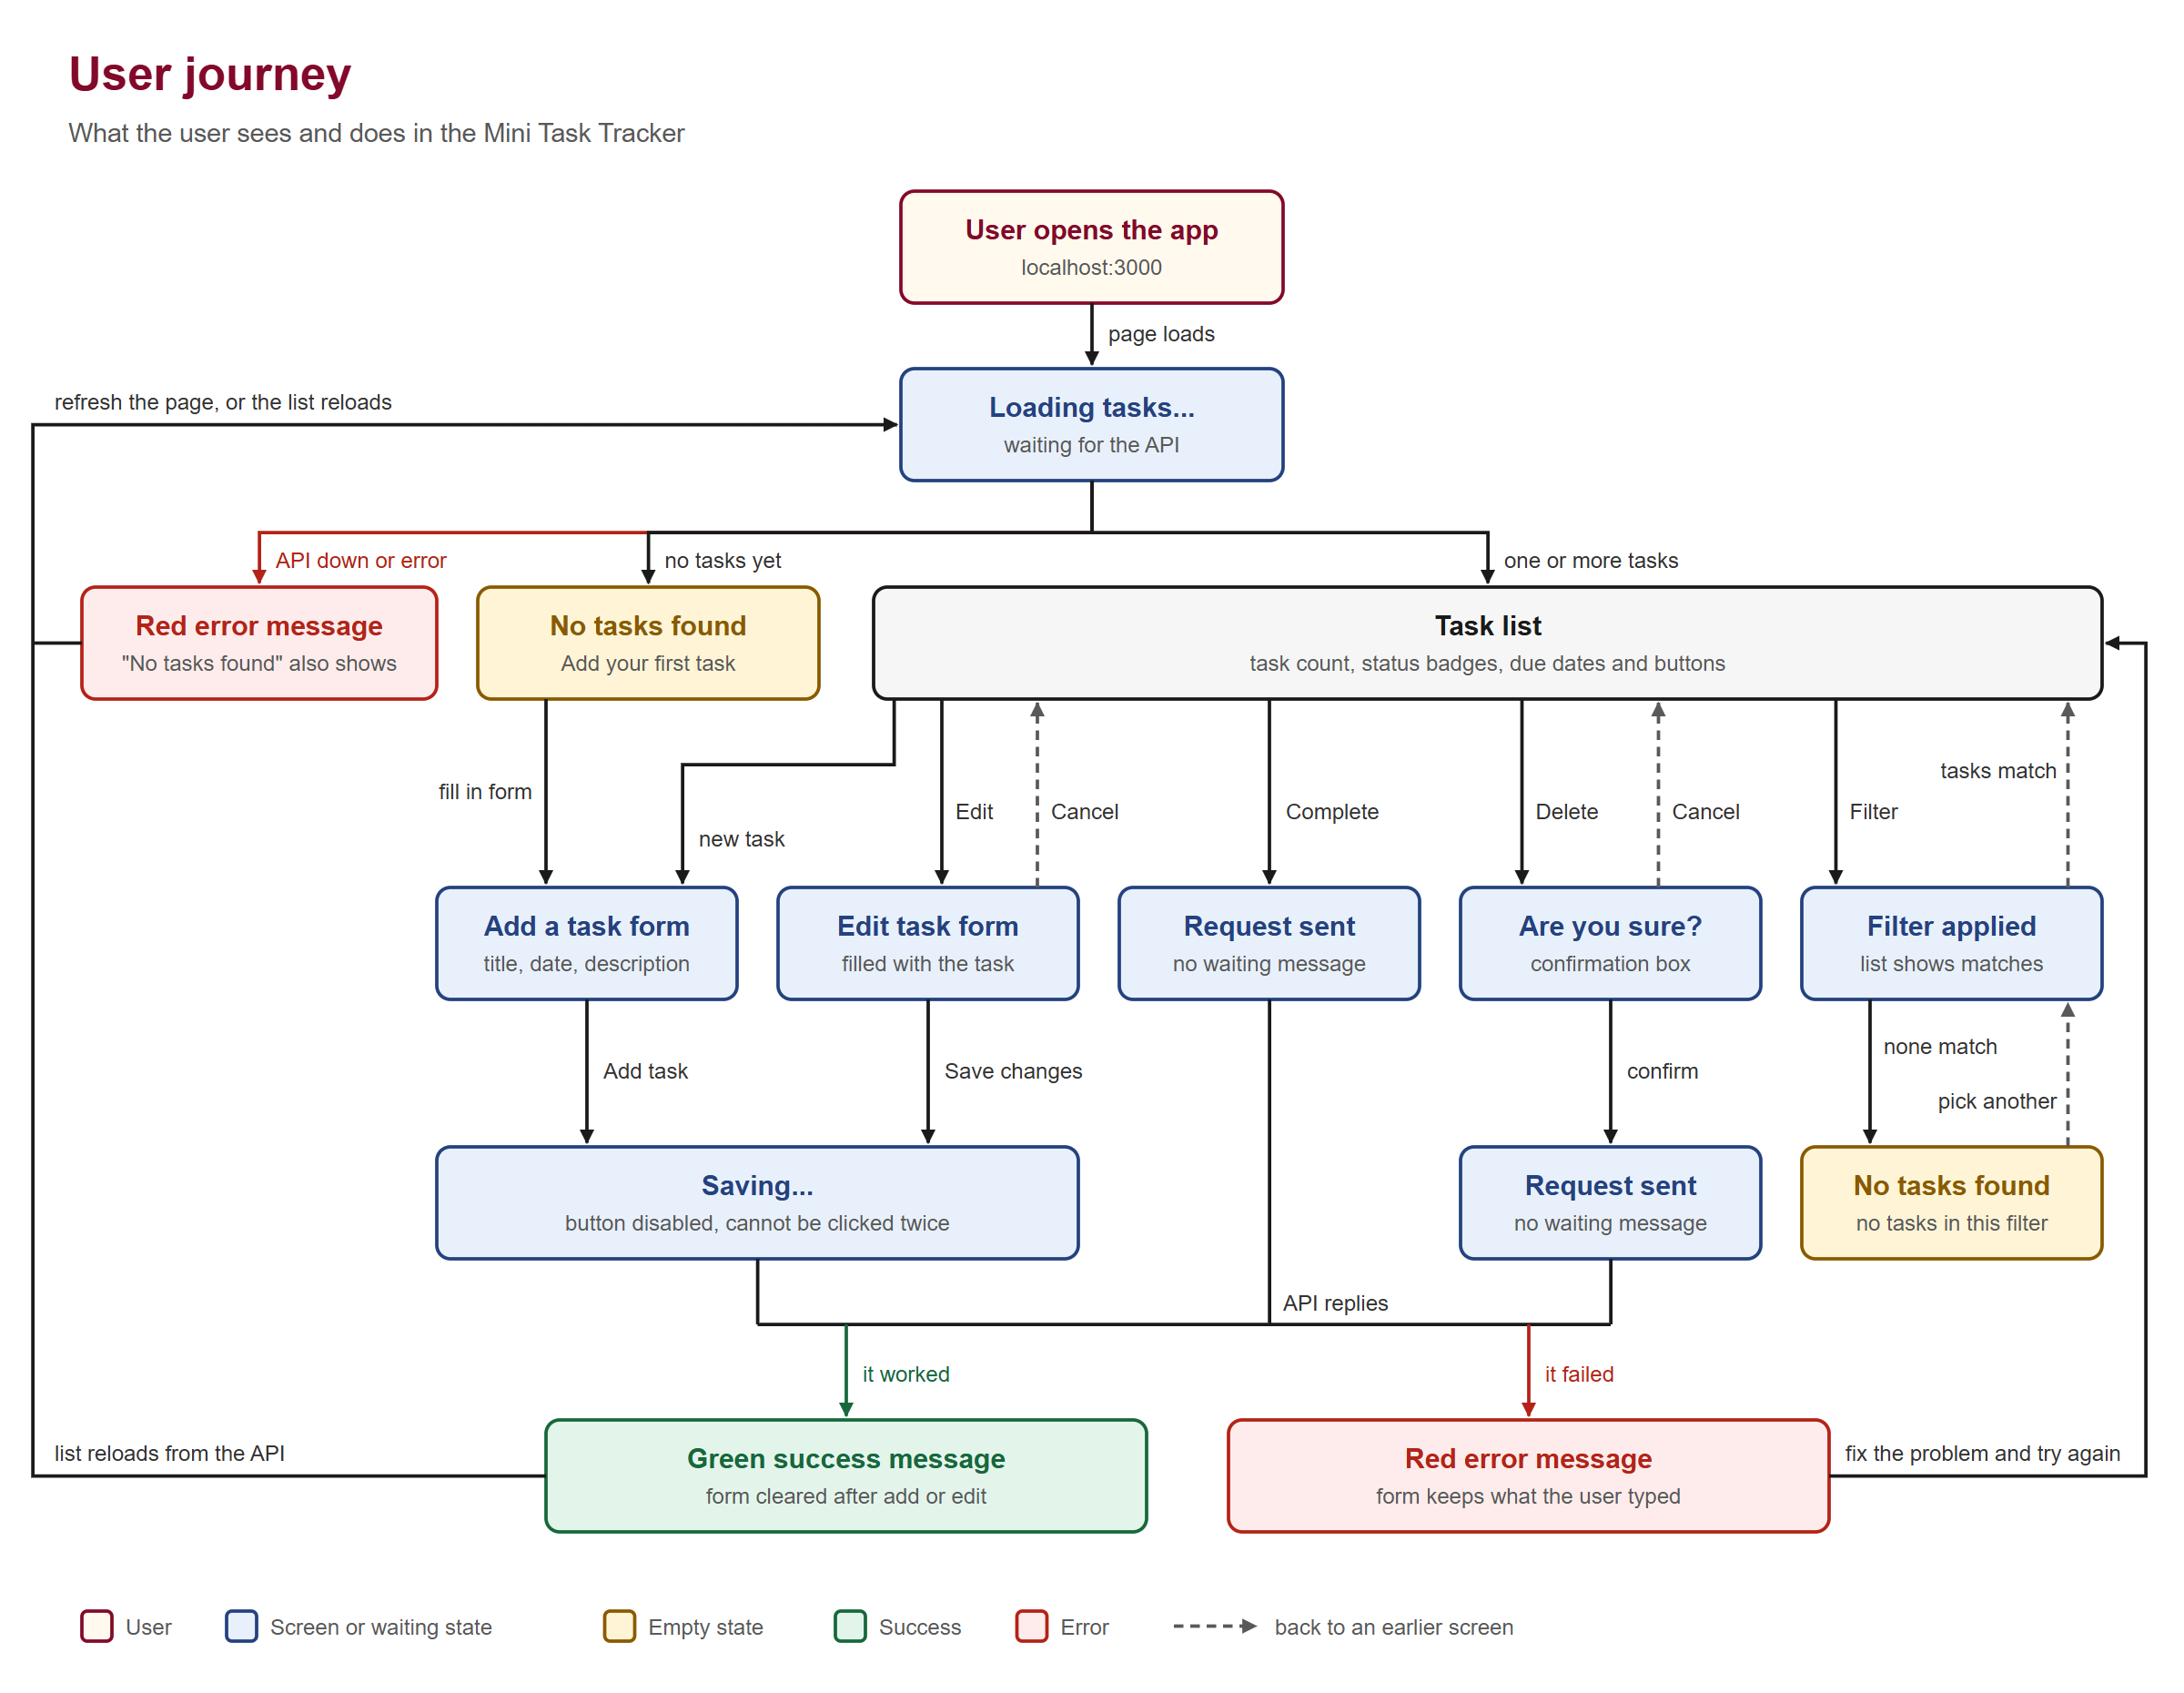 User journey
What the user sees and does in the Mini Task Tracker
User opens the app
localhost:3000
page loads
refresh the page, or the list reloads
Loading tasks...
waiting for the API
API down or error
no tasks yet
one or more tasks
Red error message
"No tasks found" also shows
No tasks found
Add your first task
Task list
task count, status badges, due dates and buttons
fill in form
new task
Edit
Cancel
Complete
Delete
Cancel
Filter
tasks match
Add a task form
title, date, description
Edit task form
filled with the task
Request sent
no waiting message
Are you sure?
confirmation box
Filter applied
list shows matches
Add task
Save changes
confirm
none match
pick another
Saving...
button disabled, cannot be clicked twice
Request sent
no waiting message
No tasks found
no tasks in this filter
API replies
it worked
it failed
list reloads from the API
Green success message
form cleared after add or edit
Red error message
form keeps what the user typed
fix the problem and try again
User
Screen or waiting state
Empty state
Success
Error
back to an earlier screen